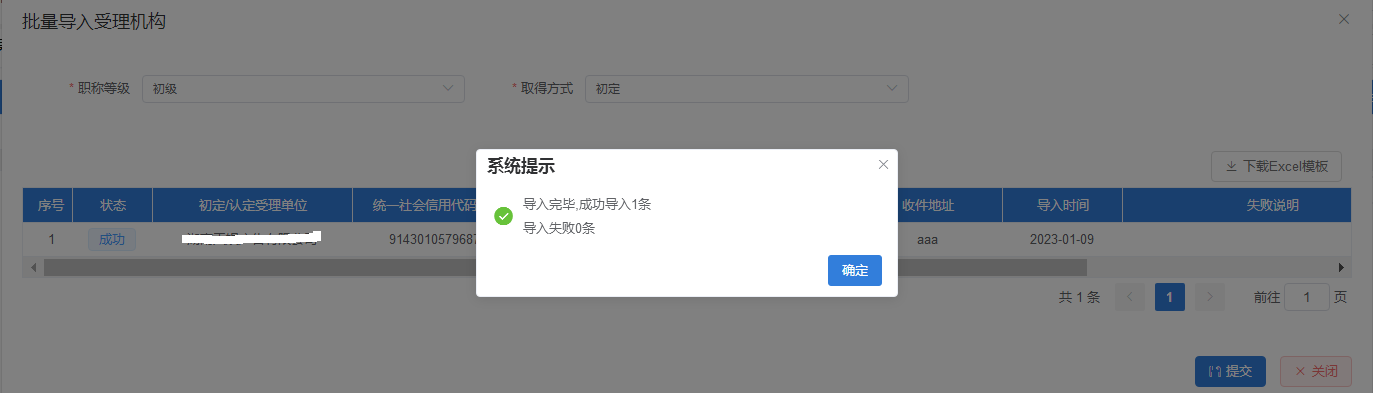 批量导入受理机构
* 职称等级 初级 * 取得方式 初定
下载Excel模板
序号 状态 初定/认定受理单位 统一社会信用代码 收件地址 导入时间 失败说明
1 成功 9143010579687 aaa 2023-01-09
系统提示
导入完毕,成功导入1条
导入失败0条
确定
共 1 条 1 前往 1 页
提交 关闭